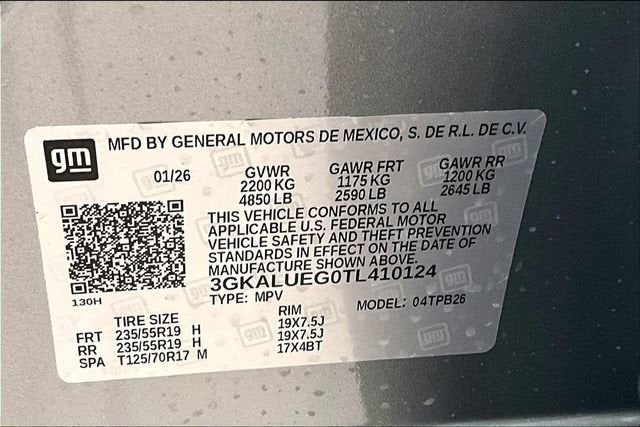 gm
MFD BY GENERAL MOTORS DE MEXICO, S. DE R.L. DE C.V.
01/26 GVWR GAWR FRT GAWR RR
2200 KG 1175 KG 1200 KG
4850 LB 2590 LB 2645 LB
THIS VEHICLE CONFORMS TO ALL
APPLICABLE U.S. FEDERAL MOTOR
VEHICLE SAFETY AND THEFT PREVENTION
STANDARDS IN EFFECT ON THE DATE OF
MANUFACTURE SHOWN ABOVE.
3GKALUEG0TL410124
130H
TYPE: MPV MODEL: 04TPB26
TIRE SIZE RIM
FRT 235/55R19 H 19X7.5J
RR 235/55R19 H 19X7.5J
SPA T125/70R17 M 17X4BT